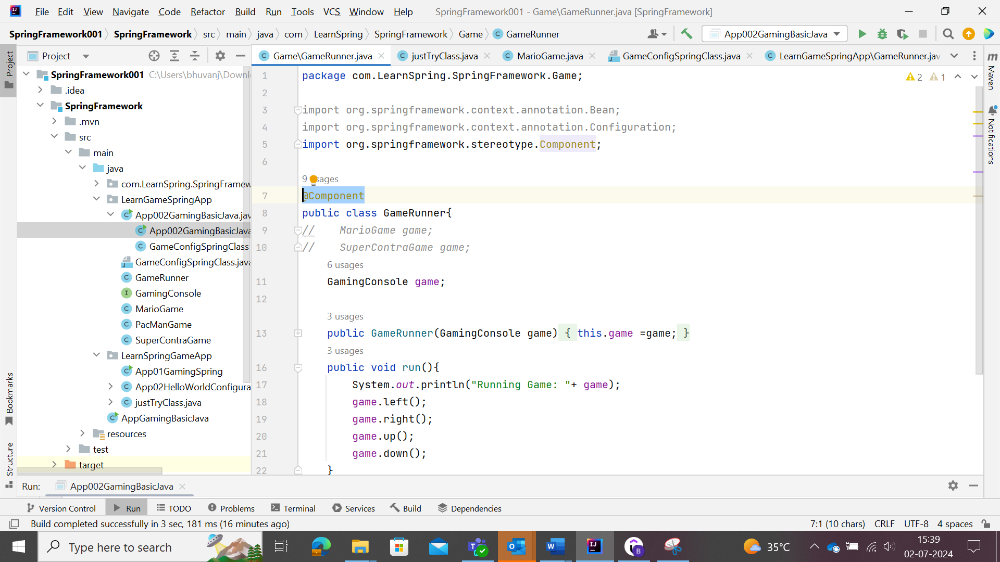 File Edit View Navigate Code Refactor Build Run Tools VCS Window Help SpringFramework001 - Game\GameRunner.java [SpringFramework]
SpringFramework001 SpringFramework src main java com LearnSpring SpringFramework Game GameRunner App002GamingBasicJava
Project
Project
Game\GameRunner.java justTryClass.java MarioGame.java GameConfigSpringClass.java LearnGameSpringApp\GameRunner.jav
Maven
Notifications
Bookmarks
Structure
SpringFramework001 C:\Users\bhuvanj\Downl
.idea
SpringFramework
.mvn
src
main
java
com.LearnSpring.SpringFramew
LearnGameSpringApp
App002GamingBasicJava.jav
App002GamingBasicJava
GameConfigSpringClass
GameConfigSpringClass.java
GameRunner
GamingConsole
MarioGame
PacManGame
SuperContraGame
LearnSpringGameApp
App01GamingSpring
App02HelloWorldConfigura
justTryClass.java
AppGamingBasicJava
resources
test
target
2 1
1 package com.LearnSpring.SpringFramework.Game;
2
3 import org.springframework.context.annotation.Bean;
4 import org.springframework.context.annotation.Configuration;
5 import org.springframework.stereotype.Component;
6
9 usages
7 @Component
8 public class GameRunner{
9 // MarioGame game;
10 // SuperContraGame game;
6 usages
11 GamingConsole game;
12
3 usages
13 public GameRunner(GamingConsole game) { this.game =game; }
3 usages
16 public void run(){
17 System.out.println("Running Game: "+ game);
18 game.left();
19 game.right();
20 game.up();
21 game.down();
22 }
Run: App002GamingBasicJava
Version Control Run TODO Problems Terminal Services Build Dependencies
Build completed successfully in 3 sec, 181 ms (16 minutes ago) 7:1 (10 chars) CRLF UTF-8 4 spaces
Type here to search 35°C 15:39
02-07-2024